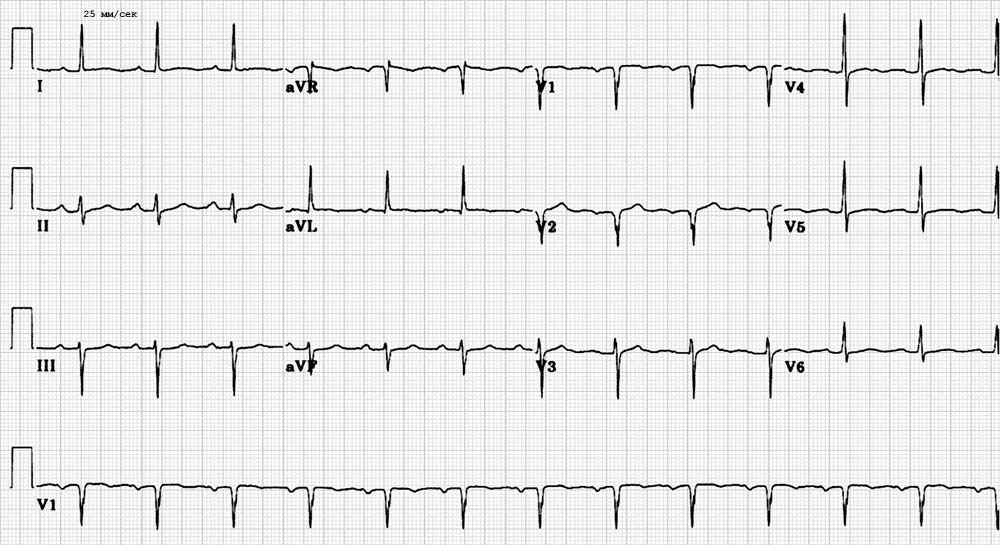 25 мм/сек
I aVR V1 V4
II aVL V2 V5
III aVF V3 V6
V1